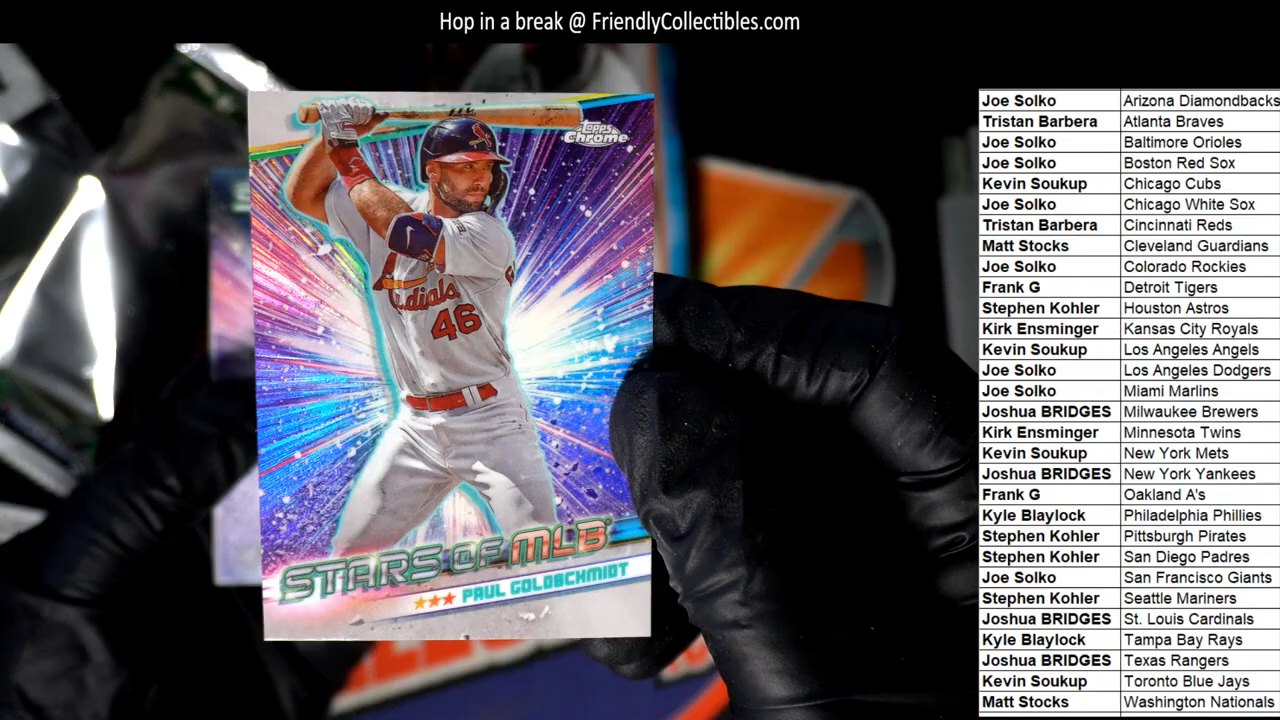 Hop in a break @ FriendlyCollectibles.com
topps
Chrome
Cardinals
46
STARS OF MLB
PAUL GOLDSCHMIDT
Joe Solko Arizona Diamondbacks
Tristan Barbera Atlanta Braves
Joe Solko Baltimore Orioles
Joe Solko Boston Red Sox
Kevin Soukup Chicago Cubs
Joe Solko Chicago White Sox
Tristan Barbera Cincinnati Reds
Matt Stocks Cleveland Guardians
Joe Solko Colorado Rockies
Frank G Detroit Tigers
Stephen Kohler Houston Astros
Kirk Ensminger Kansas City Royals
Kevin Soukup Los Angeles Angels
Joe Solko Los Angeles Dodgers
Joe Solko Miami Marlins
Joshua BRIDGES Milwaukee Brewers
Kirk Ensminger Minnesota Twins
Kevin Soukup New York Mets
Joshua BRIDGES New York Yankees
Frank G Oakland A's
Kyle Blaylock Philadelphia Phillies
Stephen Kohler Pittsburgh Pirates
Stephen Kohler San Diego Padres
Joe Solko San Francisco Giants
Stephen Kohler Seattle Mariners
Joshua BRIDGES St. Louis Cardinals
Kyle Blaylock Tampa Bay Rays
Joshua BRIDGES Texas Rangers
Kevin Soukup Toronto Blue Jays
Matt Stocks Washington Nationals